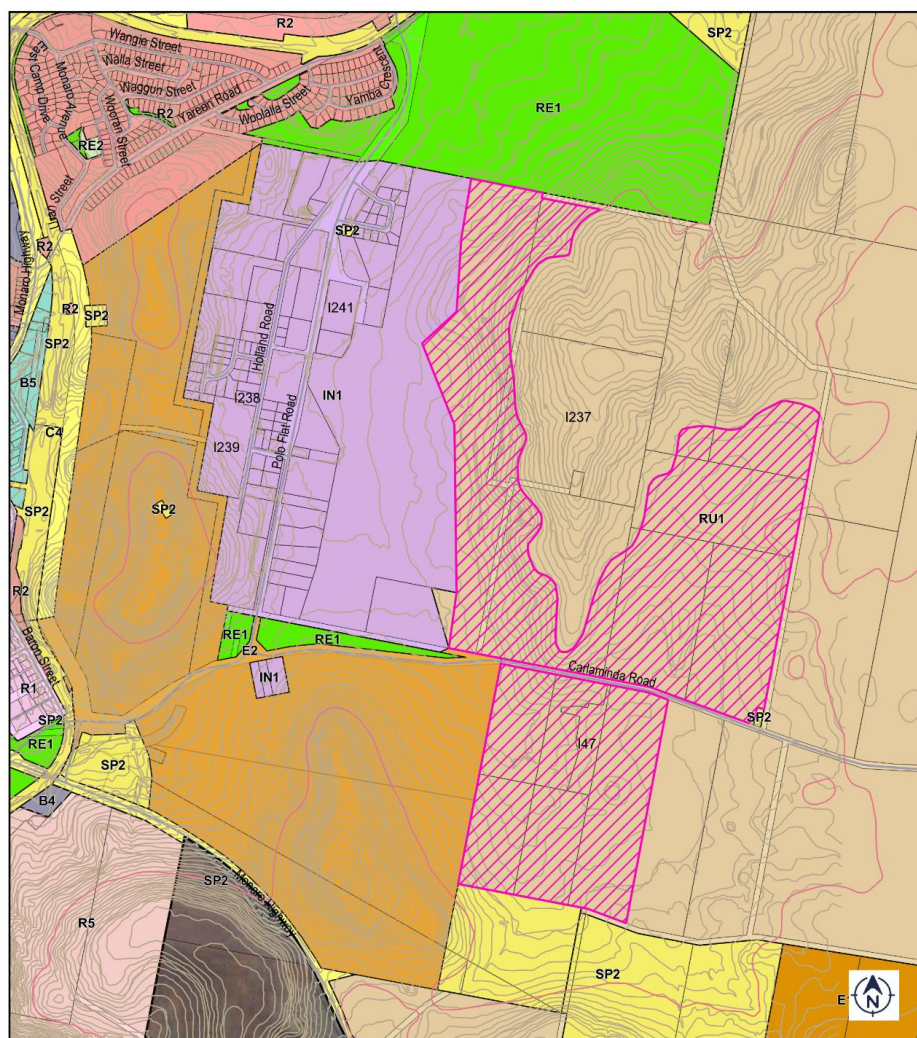 R2
SP2
Wangie Street
Walla Street
Waggun Street
Monaro Avenue
Wooran Street
R2
Yareen Road
Woolalla Street
Yamba Crescent
RE2
RE1
Monaro Highway
R2
SP2
I241
R2
SP2
SP2
Holland Road
B5
I238
IN1
I237
C4
I239
Polo Flat Road
SP2
SP2
RU1
R2
Baron Street
RE1
RE1
E2
R1
IN1
Carlaminda Road
SP2
SP2
RE1
SP2
I47
B4
SP2
Monaro Highway
R5
SP2
N